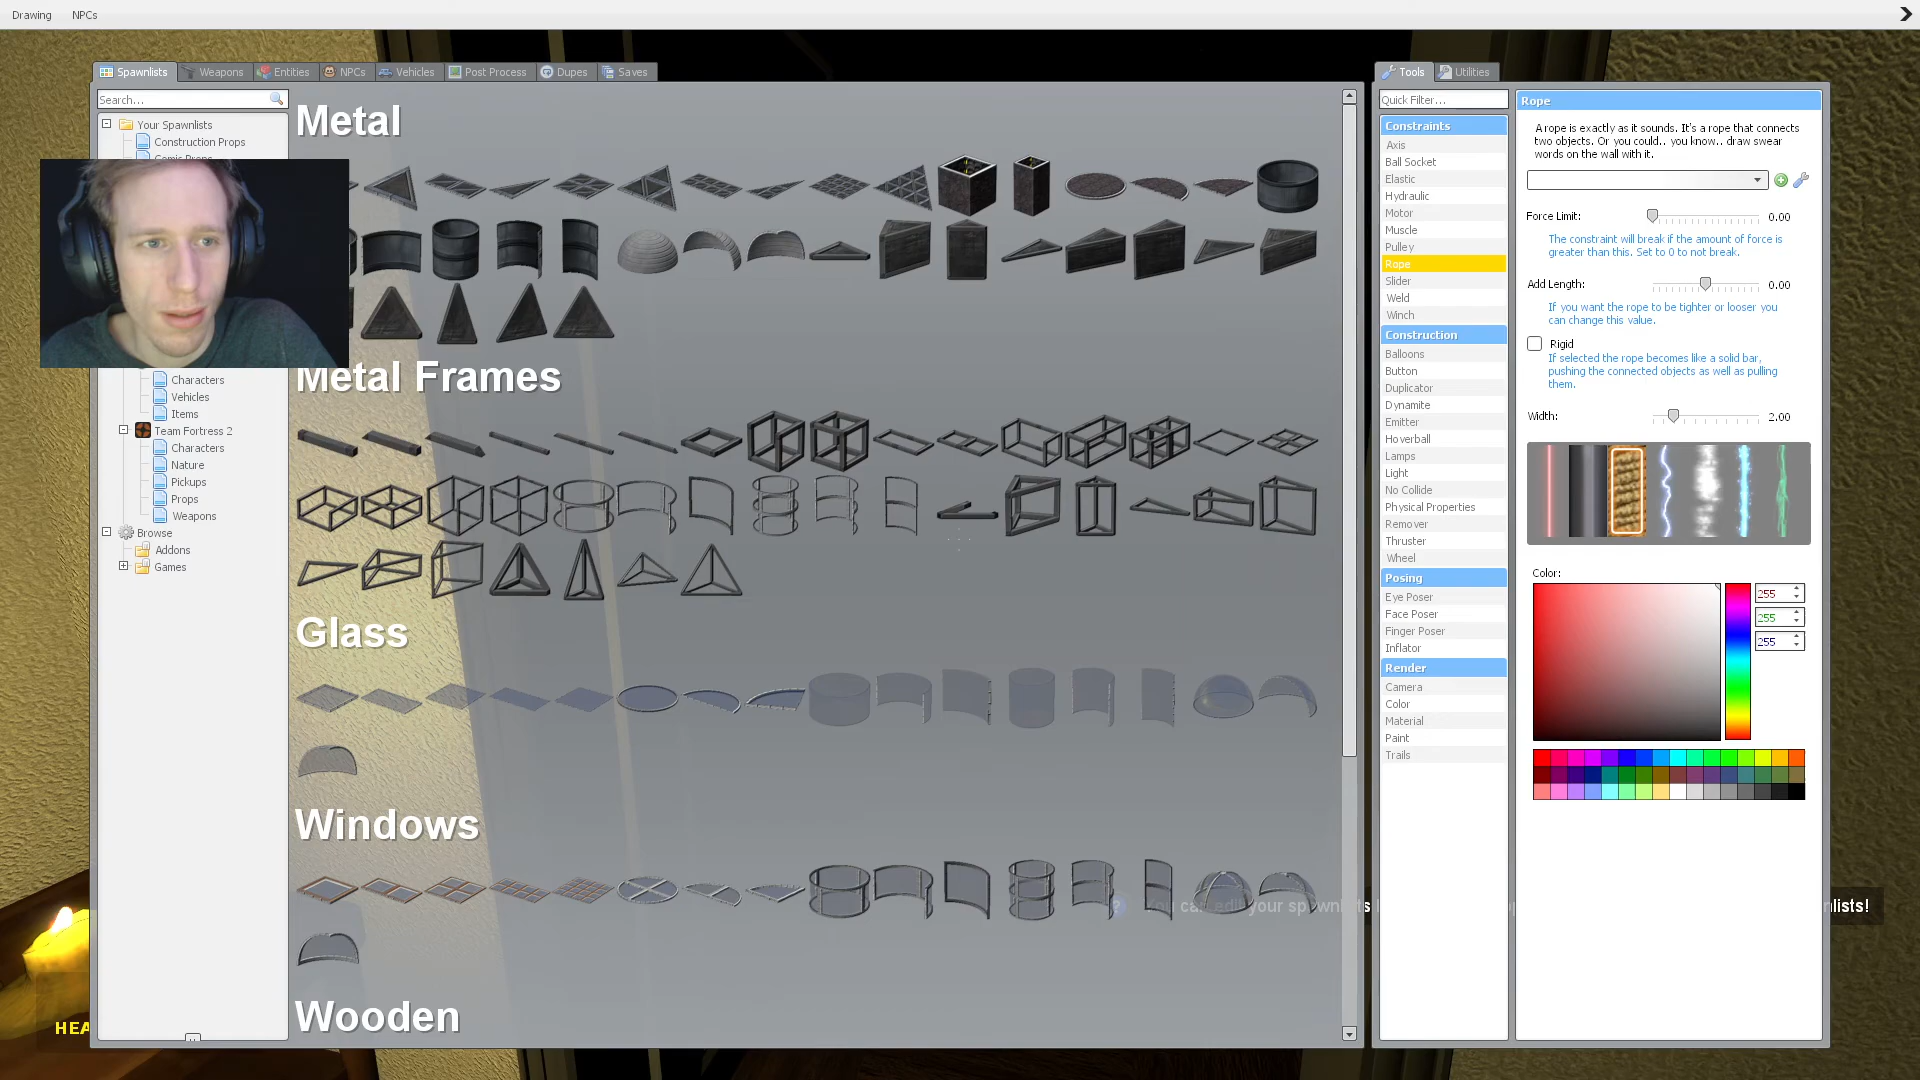 Drawing NPCs
Spawnlists Weapons Entities NPCs Vehicles Post Process Dupes Saves
Search...
Your Spawnlists
Construction Props
Comic Props
Characters
Vehicles
Items
Team Fortress 2
Characters
Nature
Pickups
Props
Weapons
Browse
Addons
Games
HEA
Metal
Metal Frames
Glass
Windows
Wooden
You can edit your spawnlists
nlists!
Tools Utilities
Quick Filter...
Constraints
Axis
Ball Socket
Elastic
Hydraulic
Motor
Muscle
Pulley
Rope
Slider
Weld
Winch
Construction
Balloons
Button
Duplicator
Dynamite
Emitter
Hoverball
Lamps
Light
No Collide
Physical Properties
Remover
Thruster
Wheel
Posing
Eye Poser
Face Poser
Finger Poser
Inflator
Render
Camera
Color
Material
Paint
Trails
Rope
A rope is exactly as it sounds. It's a rope that connects
two objects. Or you could.. you know.. draw swear
words on the wall with it.
Force Limit: 0.00
The constraint will break if the amount of force is
greater than this. Set to 0 to not break.
Add Length: 0.00
If you want the rope to be tighter or looser you
can change this value.
Rigid
If selected the rope becomes like a solid bar,
pushing the connected objects as well as pulling
them.
Width: 2.00
Color:
255
255
255